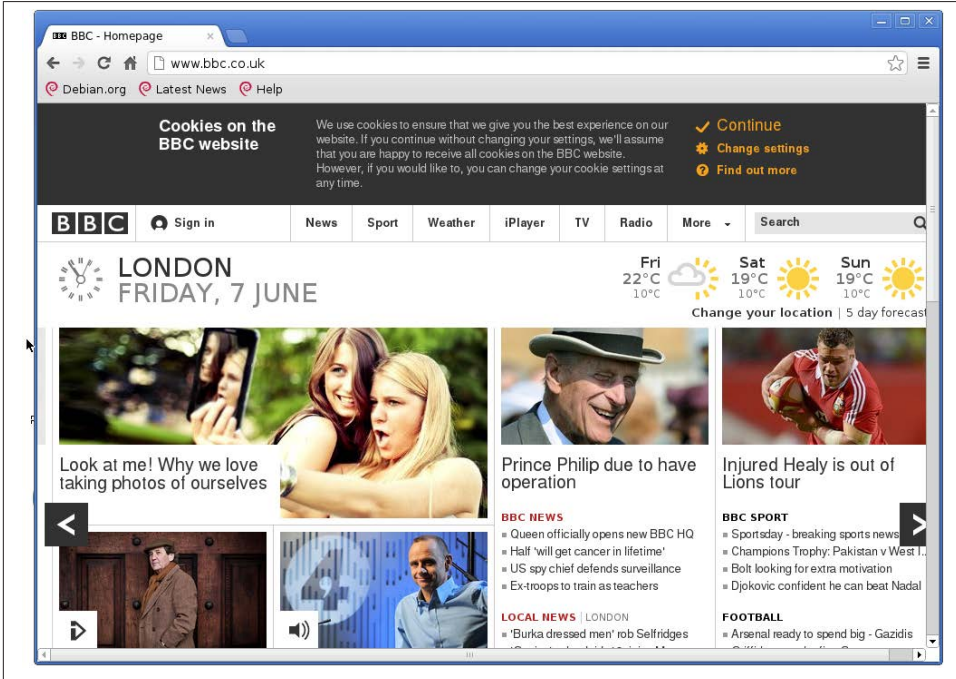 BBC BBC - Homepage
www.bbc.co.uk
Debian.org Latest News Help
Cookies on the
BBC website
We use cookies to ensure that we give you the best experience on our
website. If you continue without changing your settings, we'll assume
that you are happy to receive all cookies on the BBC website.
However, if you would like to, you can change your cookie settings at
any time.
Continue
Change settings
Find out more
BBC Sign in News Sport Weather iPlayer TV Radio More Search
LONDON
FRIDAY, 7 JUNE
Fri
22°C
10°C
Sat
19°C
10°C
Sun
19°C
10°C
Change your location | 5 day forecast
Look at me! Why we love
taking photos of ourselves
Prince Philip due to have
operation
BBC NEWS
Queen officially opens new BBC HQ
Half 'will get cancer in lifetime'
US spy chief defends surveillance
Ex-troops to train as teachers
LOCAL NEWS | LONDON
'Burka dressed men' rob Selfridges
Injured Healy is out of
Lions tour
BBC SPORT
Sportsday - breaking sports news
Champions Trophy: Pakistan v West I..
Bolt looking for extra motivation
Djokovic confident he can beat Nadal
FOOTBALL
Arsenal ready to spend big - Gazidis
4